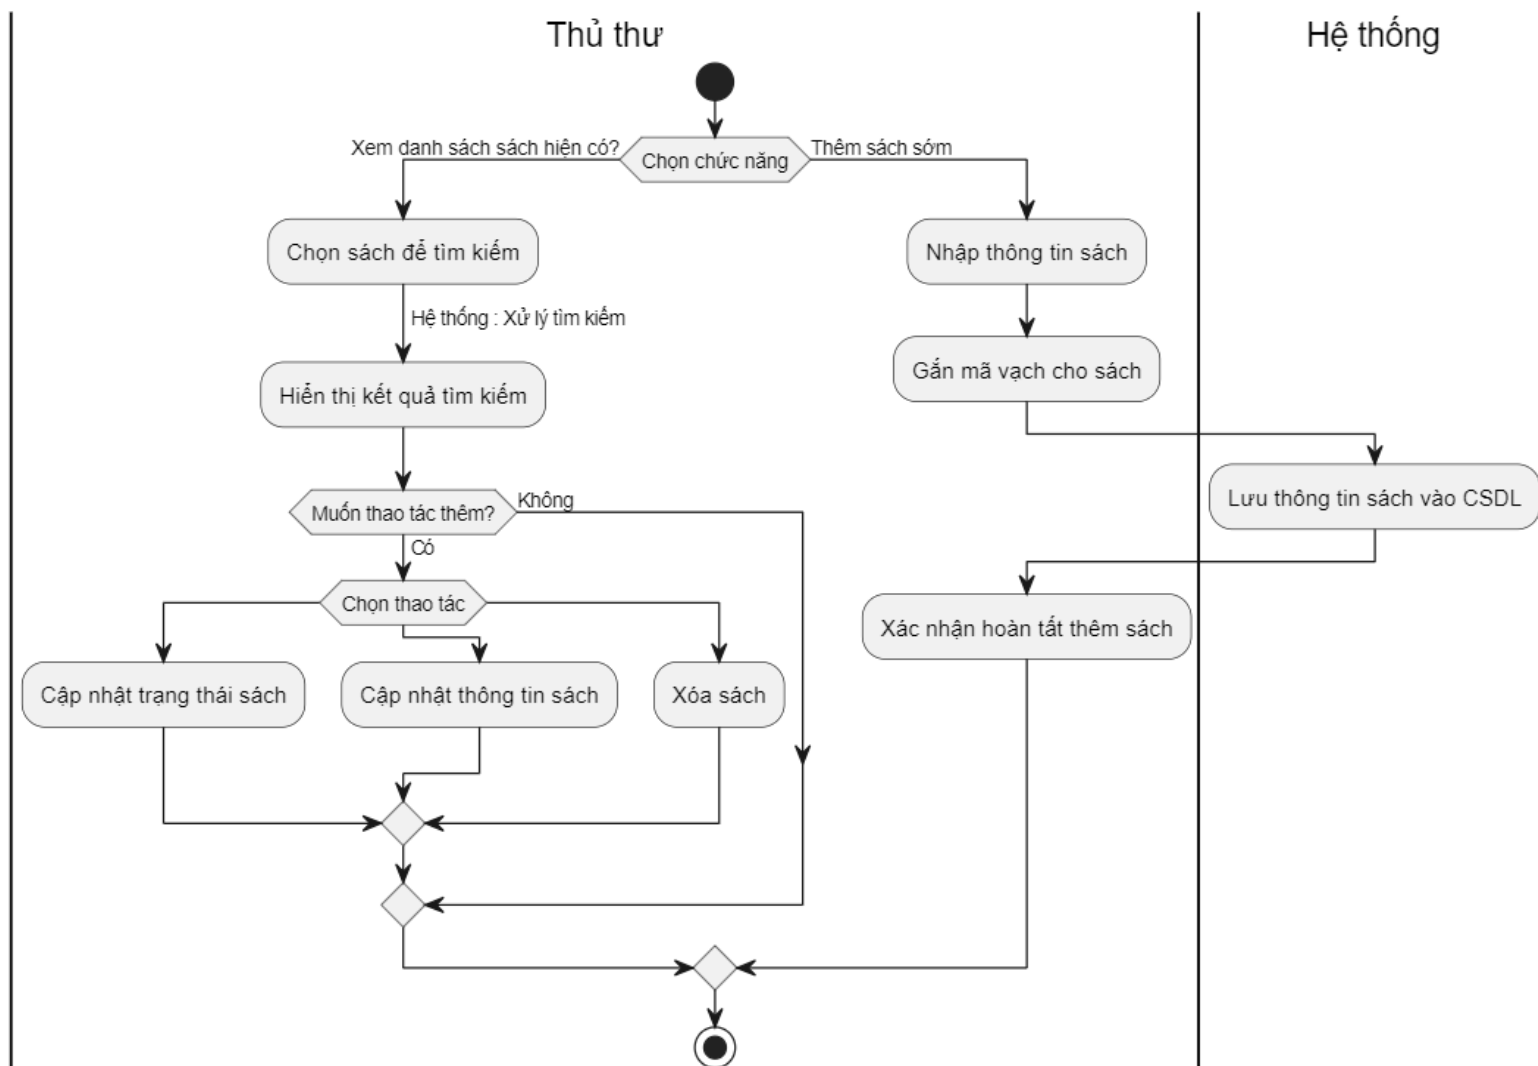 Thủ thư
Hệ thống
Xem danh sách sách hiện có?
Chọn chức năng
Thêm sách sớm
Chọn sách để tìm kiếm
Nhập thông tin sách
Hệ thống : Xử lý tìm kiếm
Gắn mã vạch cho sách
Hiển thị kết quả tìm kiếm
Muốn thao tác thêm?
Không
Lưu thông tin sách vào CSDL
Có
Chọn thao tác
Xác nhận hoàn tất thêm sách
Cập nhật trạng thái sách
Cập nhật thông tin sách
Xóa sách